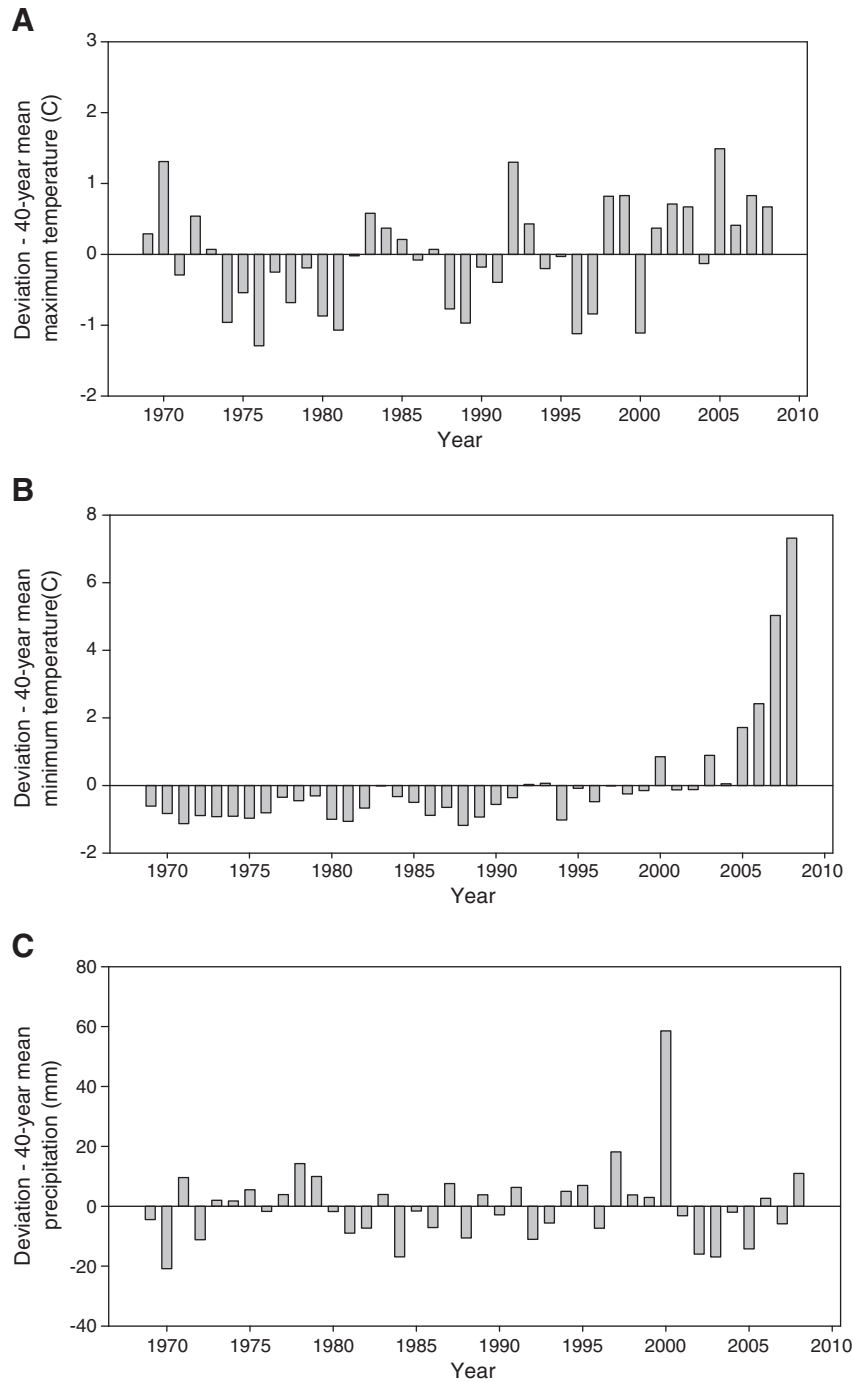 A
Deviation - 40-year mean
maximum temperature (C)
3
2
1
0
-1
-2
1970 1975 1980 1985 1990 1995 2000 2005 2010
Year
B
Deviation - 40-year mean
minimum temperature(C)
8
6
4
2
0
-2
1970 1975 1980 1985 1990 1995 2000 2005 2010
Year
C
Deviation - 40-year mean
precipitation (mm)
80
60
40
20
0
-20
-40
1970 1975 1980 1985 1990 1995 2000 2005 2010
Year